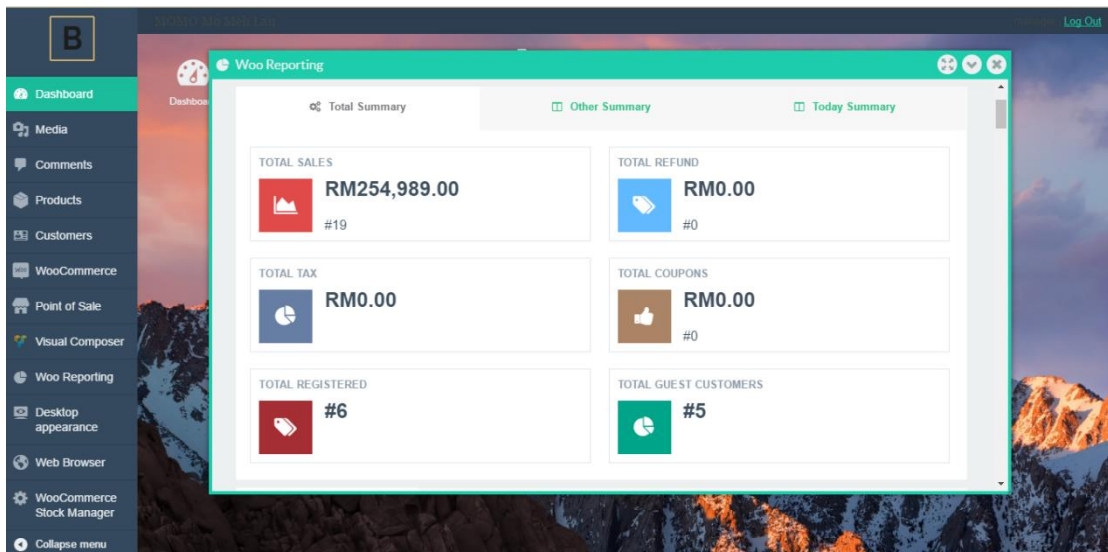 B
Log Out
Dashboard
Media
Comments
Products
Customers
WooCommerce
Point of Sale
Visual Composer
Woo Reporting
Desktop
appearance
Web Browser
WooCommerce
Stock Manager
Collapse menu
Woo Reporting
Total Summary
Other Summary
Today Summary
TOTAL SALES
RM254,989.00
#19
TOTAL REFUND
RM0.00
#0
TOTAL TAX
RM0.00
TOTAL COUPONS
RM0.00
#0
TOTAL REGISTERED
#6
TOTAL GUEST CUSTOMERS
#5